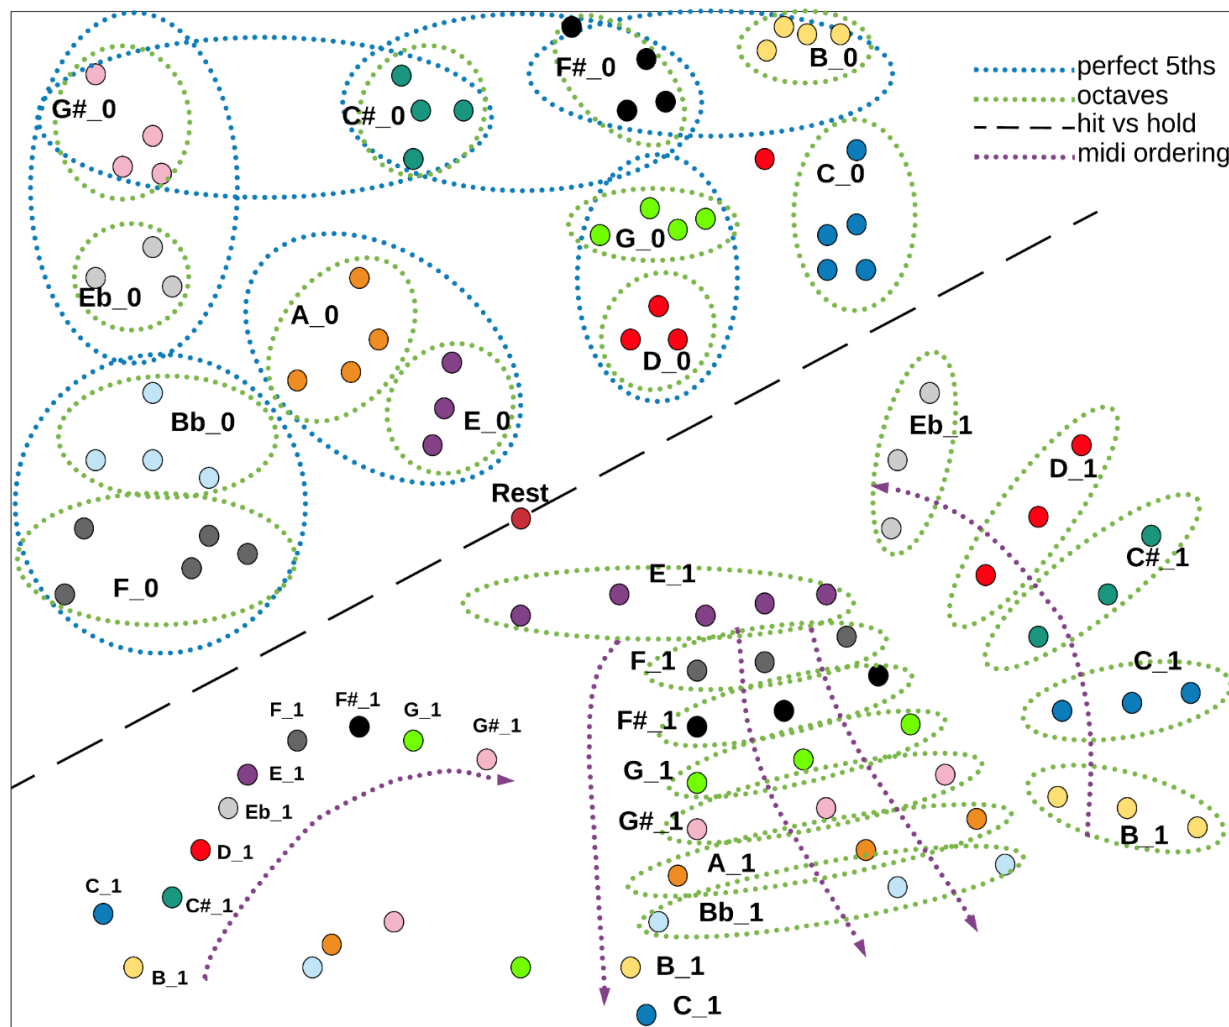 F#_0
B_0
perfect 5ths
G#_0
C#_0
octaves
hit vs hold
midi ordering
C_0
G_0
Eb_0
A_0
D_0
Bb_0
E_0
Eb_1
D_1
Rest
C#_1
F_0
E_1
F_1
C_1
F_1
F#_1
G_1
G#_1
F#_1
E_1
G_1
Eb_1
G#_1
B_1
D_1
A_1
C_1
C#_1
Bb_1
B_1
B_1
C_1